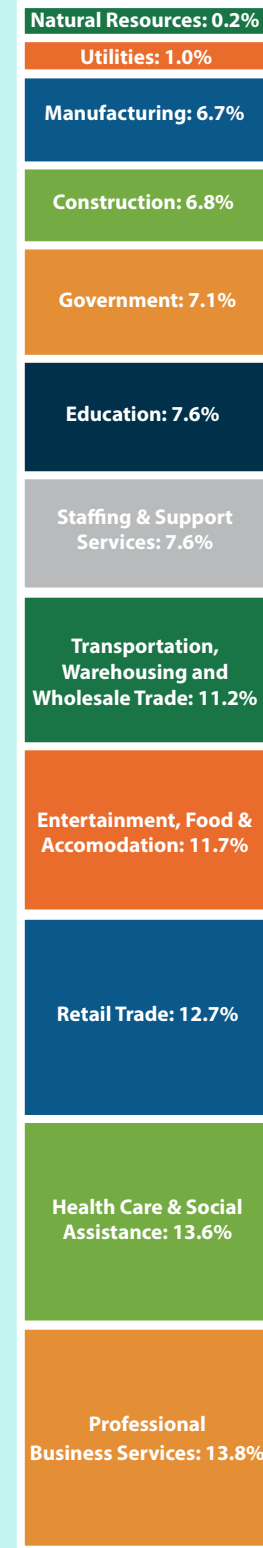 Natural Resources: 0.2%
Utilities: 1.0%
Manufacturing: 6.7%
Construction: 6.8%
Government: 7.1%
Education: 7.6%
Staffing & Support
Services: 7.6%
Transportation,
Warehousing and
Wholesale Trade: 11.2%
Entertainment, Food &
Accomodation: 11.7%
Retail Trade: 12.7%
Health Care & Social
Assistance: 13.6%
Professional
Business Services: 13.8%